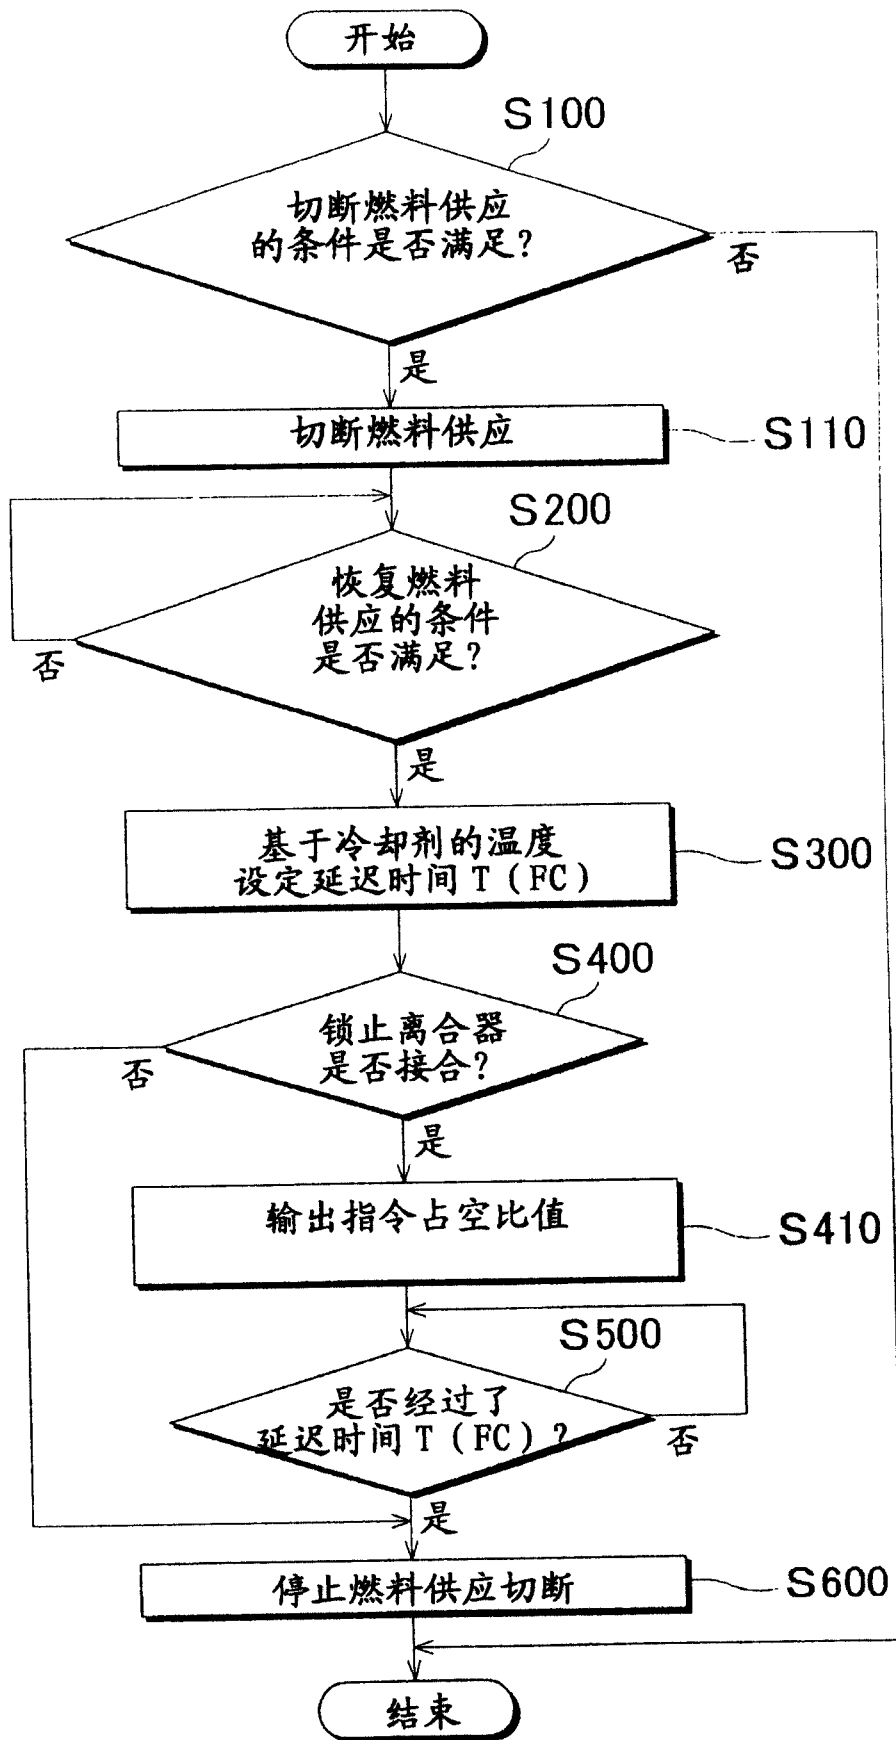 开始
S100
切断燃料供应
的条件是否满足?
否
是
切断燃料供应
S110
S200
恢复燃料
供应的条件
是否满足?
否
是
基于冷却剂的温度
设定延迟时间 T (FC)
S300
S400
锁止离合器
是否接合?
否
是
输出指令占空比值
S410
S500
是否经过了
延迟时间 T (FC) ?
否
是
停止燃料供应切断
S600
结束